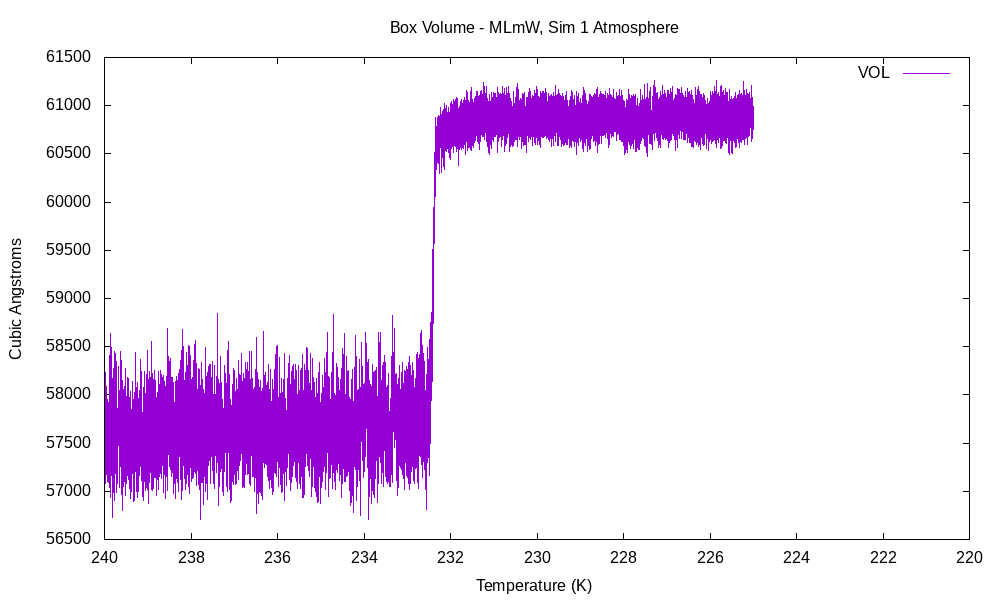 Box Volume - MLmW, Sim 1 Atmosphere
VOL
61500
61000
60500
60000
59500
59000
58500
58000
57500
57000
56500
Cubic Angstroms
240 238 236 234 232 230 228 226 224 222 220
Temperature (K)